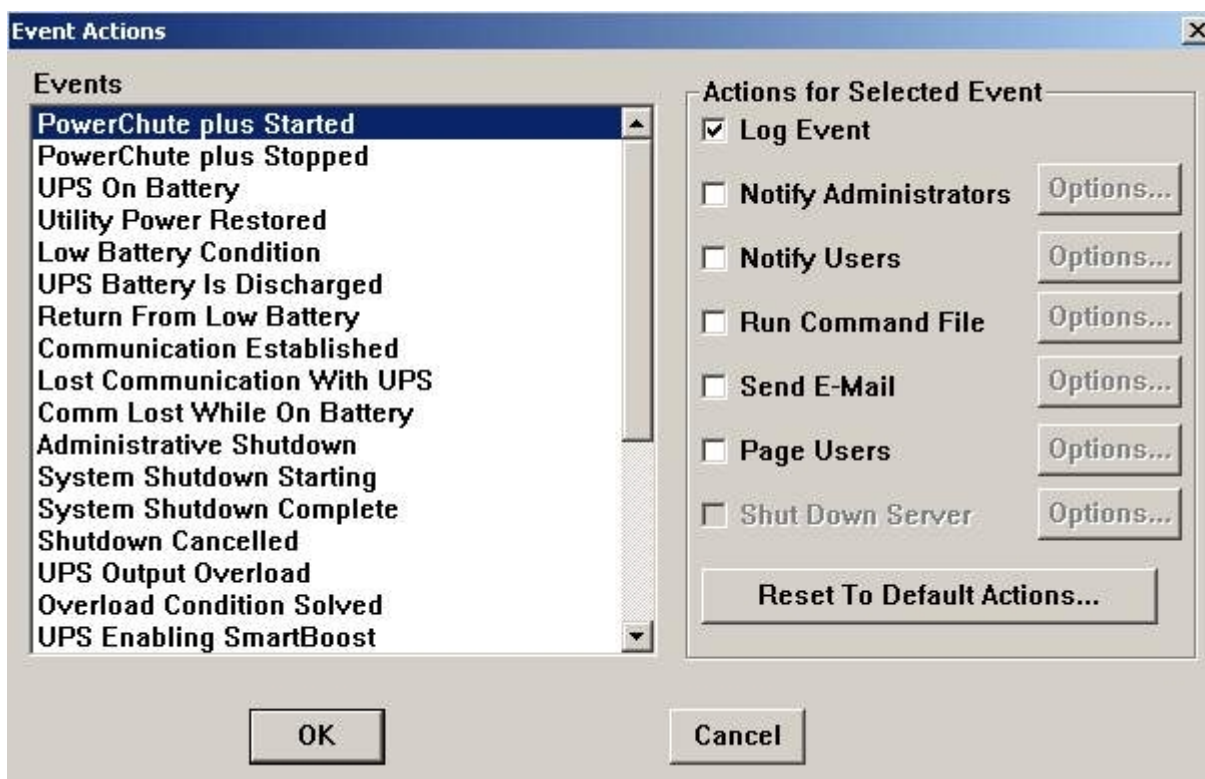 Event Actions
Events
PowerChute plus Started
PowerChute plus Stopped
UPS On Battery
Utility Power Restored
Low Battery Condition
UPS Battery Is Discharged
Return From Low Battery
Communication Established
Lost Communication With UPS
Comm Lost While On Battery
Administrative Shutdown
System Shutdown Starting
System Shutdown Complete
Shutdown Cancelled
UPS Output Overload
Overload Condition Solved
UPS Enabling SmartBoost
Actions for Selected Event
Log Event
Notify Administrators Options...
Notify Users Options...
Run Command File Options...
Send E-Mail Options...
Page Users Options...
Shut Down Server Options...
Reset To Default Actions...
OK Cancel